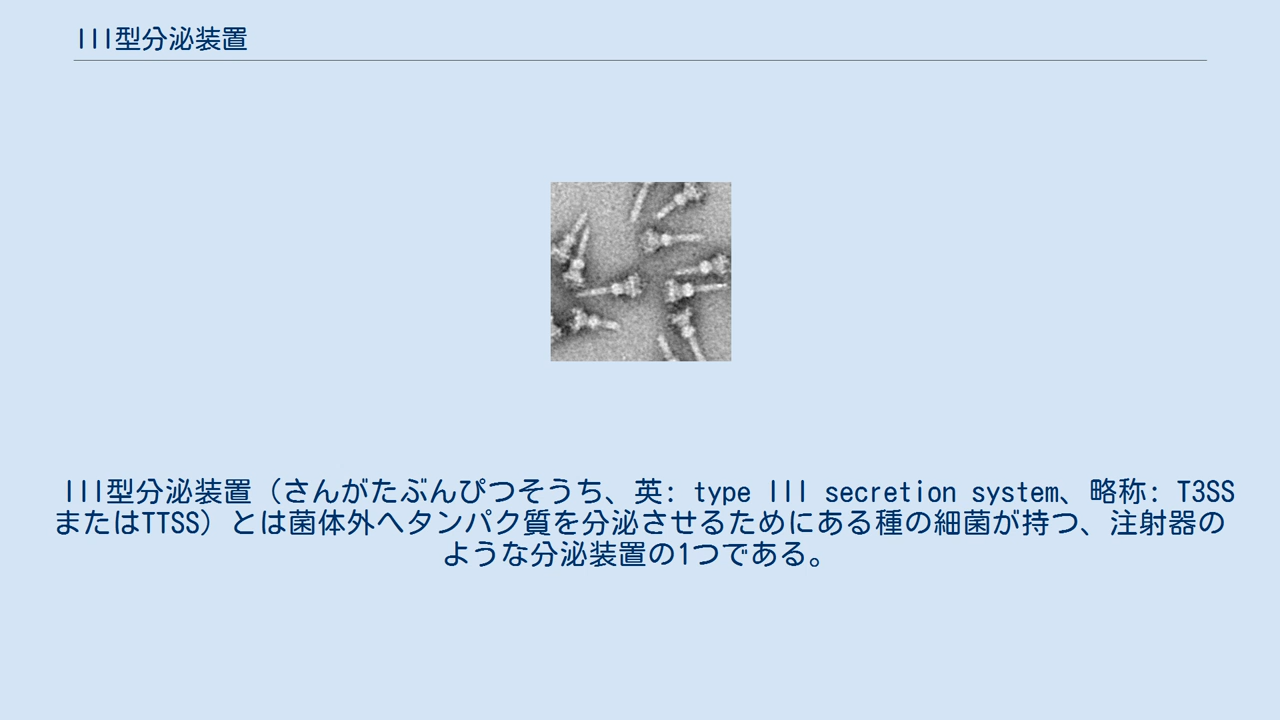 III型分泌装置
III型分泌装置（さんがたぶんぴつそうち、英: type III secretion system、略称: T3SS
またはTTSS）とは菌体外へタンパク質を分泌させるためにある種の細菌が持つ、注射器の
ような分泌装置の1つである。